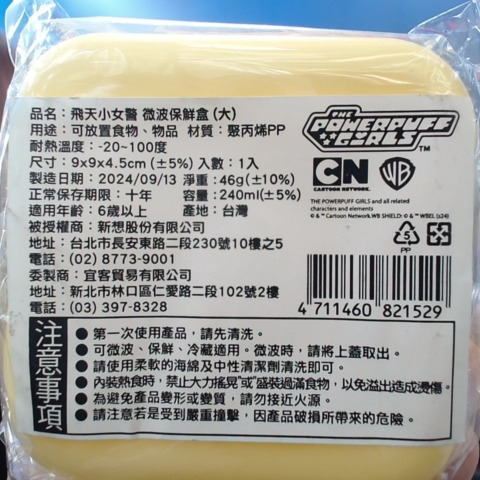 品名：飛天小女警 微波保鮮盒(大)
用途：可放置食物、物品 材質：聚丙烯PP
耐熱溫度：-20~100度
尺寸：9x9x4.5cm (±5%) 入數：1入
製造日期：2024/09/13 淨重：46g(±10%)
正常保存期限：十年 容量：240ml(±5%)
適用年齡：6歲以上 產地：台灣
被授權商：新想股份有限公司
地址：台北市長安東路二段230號10樓之5
電話：(02) 8773-9001
委製商：宜客貿易有限公司
地址：新北市林口區仁愛路二段102號2樓
電話：(03) 397-8328
THE
POWERPUFF
GIRLS™
CN
CARTOON NETWORK.
WB
THE POWERPUFF GIRLS and all related
characters and elements
© & ™ Cartoon Network.WB SHIELD: © & ™ WBEI. (s24)
5
PP
4 711460 821529
注意事項
●第一次使用產品，請先清洗。
●可微波、保鮮、冷藏適用。微波時，請將上蓋取出。
●請使用柔軟的海綿及中性清潔劑清洗即可。
●內裝熱食時，禁止大力搖晃或盛裝過滿食物，以免溢出造成燙傷。
●為避免產品變形或變質，請勿接近火源。
●請注意若是受到嚴重撞擊，因產品破損所帶來的危險。